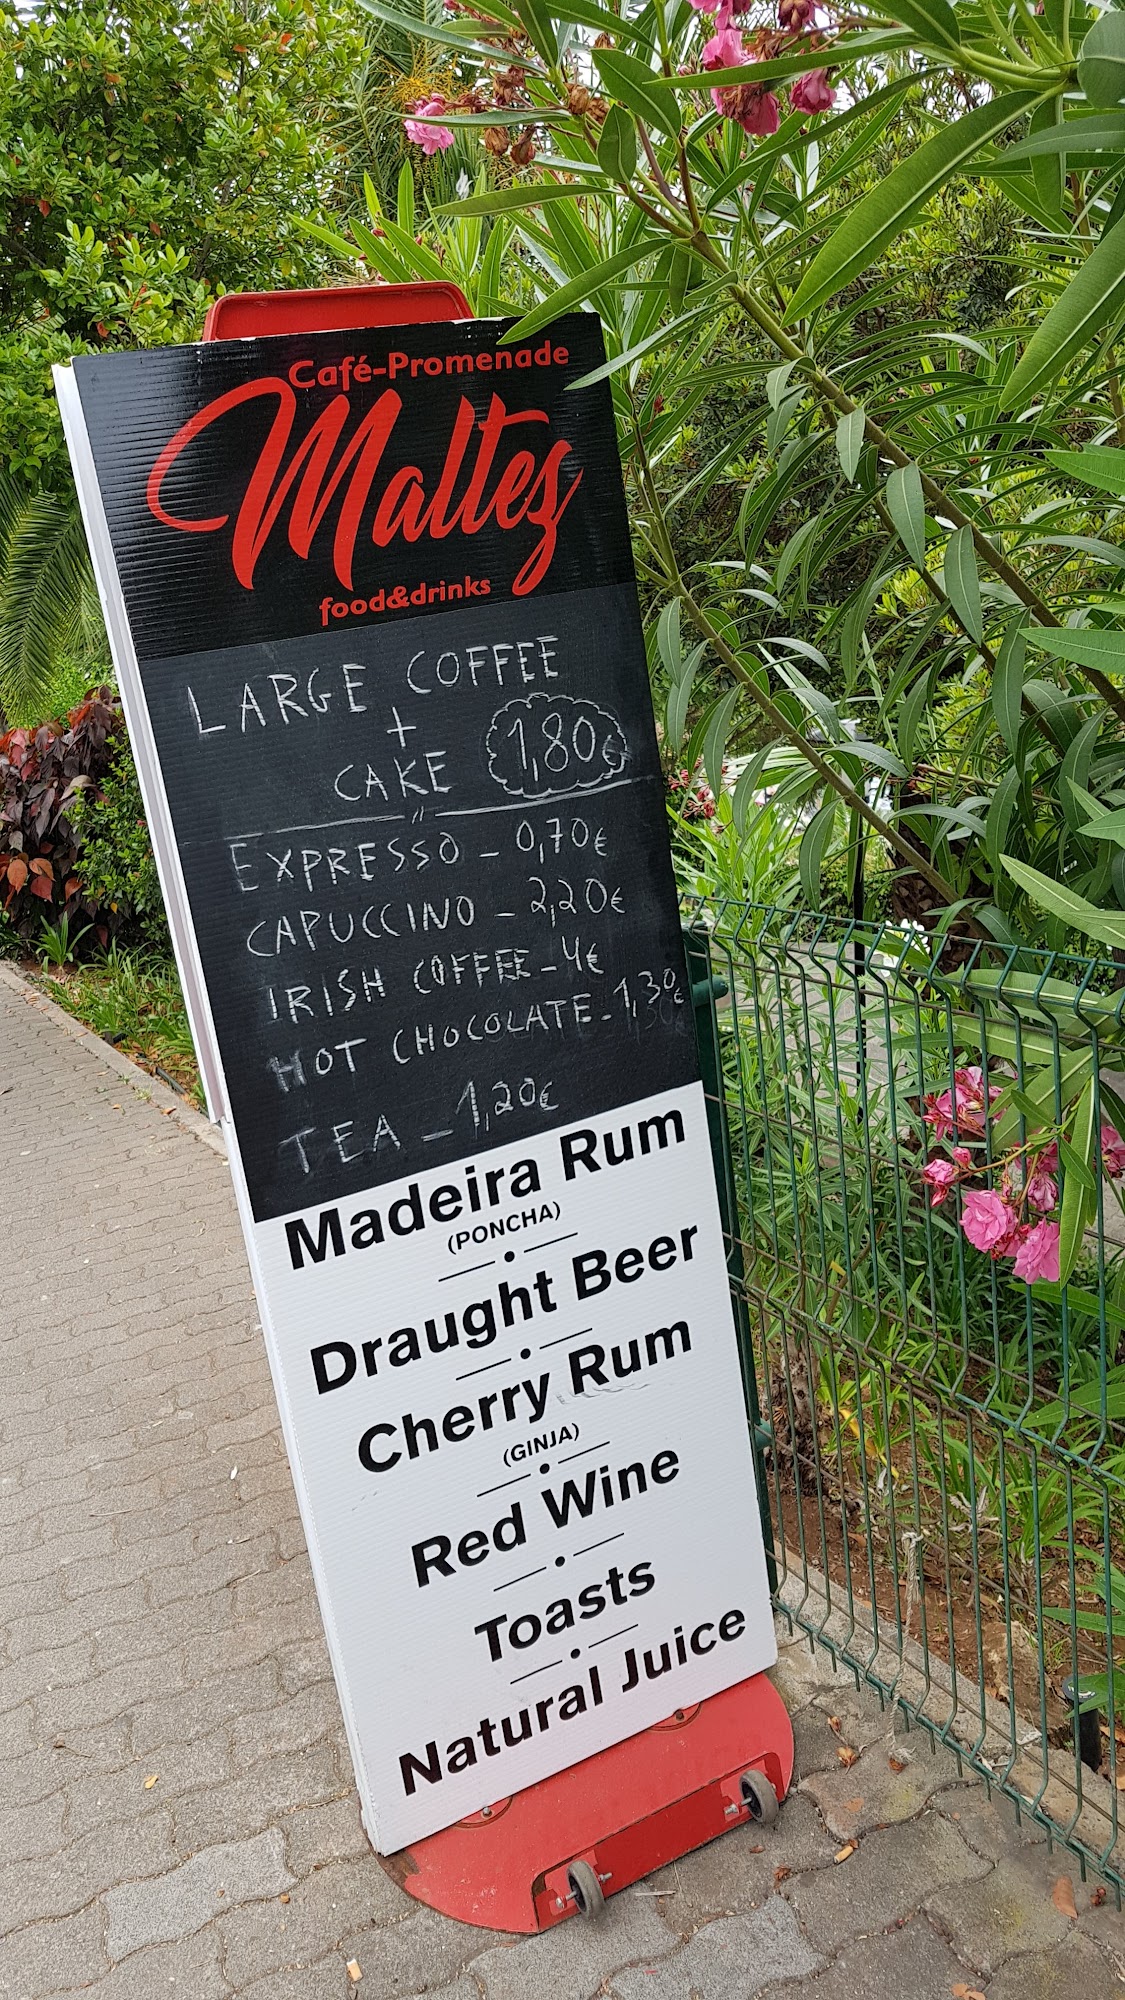 Café-Promenade
Maltez
food&drinks
LARGE COFFEE
+
CAKE 1,80€
EXPRESSO - 0,70€
CAPUCCINO - 2,20€
IRISH COFFEE - 4€
HOT CHOCOLATE - 1,30€
TEA - 1,20€
Madeira Rum
(PONCHA)
Draught Beer
Cherry Rum
(GINJA)
Red Wine
Toasts
Natural Juice